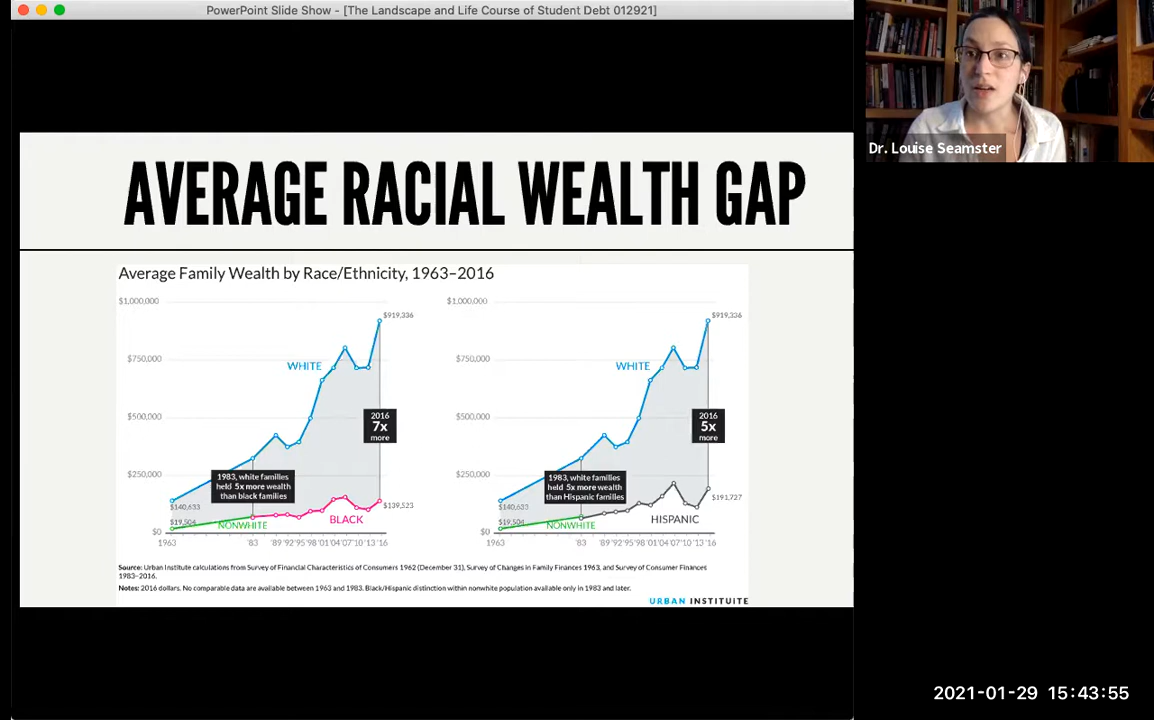 PowerPoint Slide Show - [The Landscape and Life Course of Student Debt 012921]
Dr. Louise Seamster
AVERAGE RACIAL WEALTH GAP
Average Family Wealth by Race/Ethnicity, 1963–2016
$1,000,000
$919,336
$750,000
WHITE
$500,000
2016
7x
more
$250,000
1983, white families
held 5x more wealth
than black families
$140,633
$19,504
NONWHITE
BLACK
$139,523
$0
1963 '83 '89 '92 '95 '98 '01 '04 '07 '10 '13 '16
$1,000,000
$919,336
$750,000
WHITE
$500,000
2016
5x
more
$250,000
1983, white families
held 5x more wealth
than Hispanic families
$140,633
$19,504
NONWHITE
HISPANIC
$191,727
$0
1963 '83 '89 '92 '95 '98 '01 '04 '07 '10 '13 '16
Source: Urban Institute calculations from Survey of Financial Characteristics of Consumers 1962 (December 31), Survey of Changes in Family Finances 1963, and Survey of Consumer Finances
1983–2016.
Notes: 2016 dollars. No comparable data are available between 1963 and 1983. Black/Hispanic distinction within nonwhite population available only in 1983 and later.
URBAN INSTITUITE
2021-01-29 15:43:55